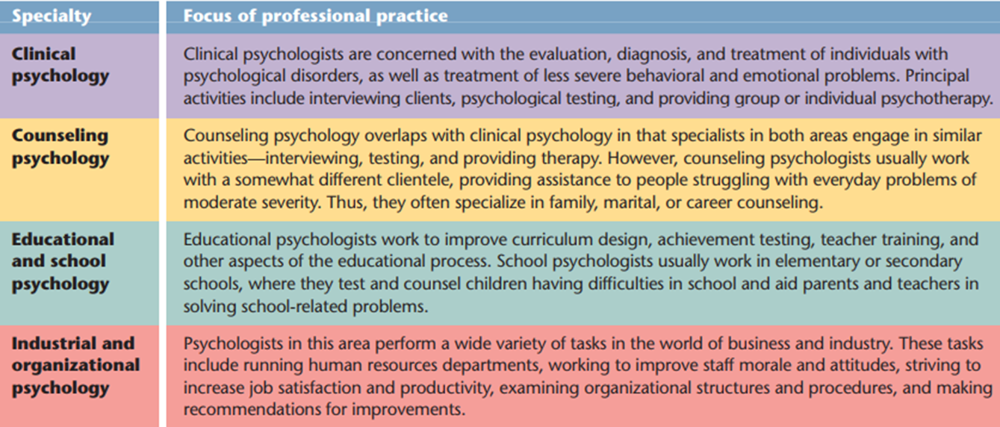 Specialty
Focus of professional practice
Clinical
psychology
Clinical psychologists are concerned with the evaluation, diagnosis, and treatment of individuals with
psychological disorders, as well as treatment of less severe behavioral and emotional problems. Principal
activities include interviewing clients, psychological testing, and providing group or individual psychotherapy.
Counseling
psychology
Counseling psychology overlaps with clinical psychology in that specialists in both areas engage in similar
activities—interviewing, testing, and providing therapy. However, counseling psychologists usually work
with a somewhat different clientele, providing assistance to people struggling with everyday problems of
moderate severity. Thus, they often specialize in family, marital, or career counseling.
Educational
and school
psychology
Educational psychologists work to improve curriculum design, achievement testing, teacher training, and
other aspects of the educational process. School psychologists usually work in elementary or secondary
schools, where they test and counsel children having difficulties in school and aid parents and teachers in
solving school-related problems.
Industrial and
organizational
psychology
Psychologists in this area perform a wide variety of tasks in the world of business and industry. These tasks
include running human resources departments, working to improve staff morale and attitudes, striving to
increase job satisfaction and productivity, examining organizational structures and procedures, and making
recommendations for improvements.